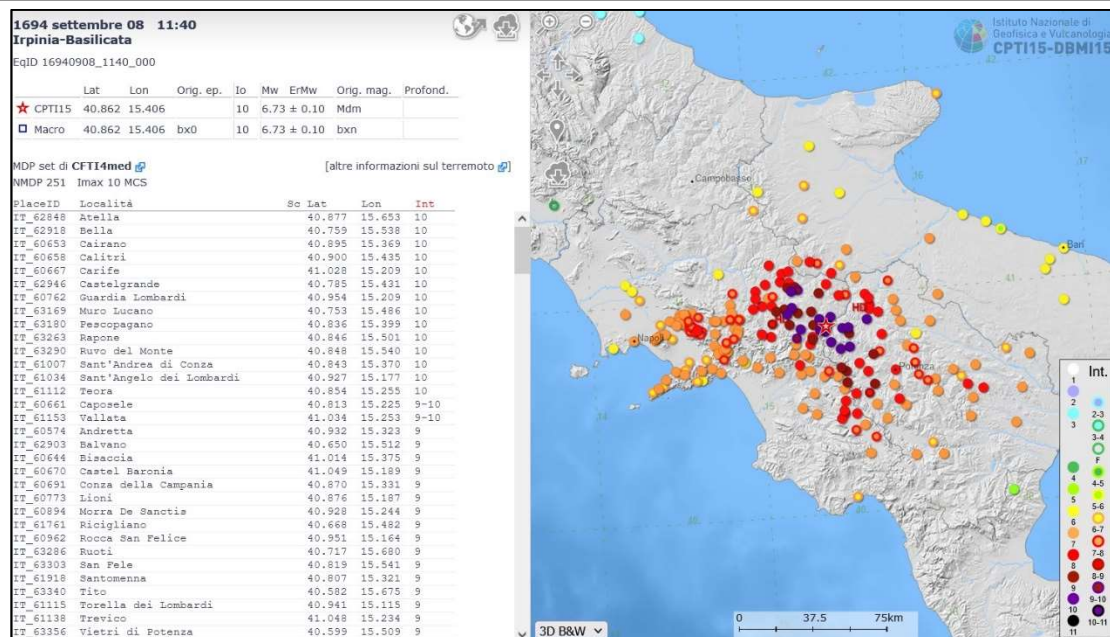 1694 settembre 08 11:40
Irpinia-Basilicata
EqID 16940908_1140_000
Lat Lon Orig. ep. Io Mw ErMw Orig. mag. Profond.
CPTI15 40.862 15.406 10 6.73 ± 0.10 Mdm
Macro 40.862 15.406 bx0 10 6.73 ± 0.10 bxn
MDP set di CFTI4med [altre informazioni sul terremoto]
NMDP 251 Imax 10 MCS
PlaceID Località Sc Lat Lon Int
IT_62848 Atella 40.877 15.653 10
IT_62918 Bella 40.759 15.538 10
IT_60653 Cairano 40.895 15.369 10
IT_60658 Calitri 40.900 15.435 10
IT_60667 Carife 41.028 15.209 10
IT_62946 Castelgrande 40.785 15.431 10
IT_60762 Guardia Lombardi 40.954 15.209 10
IT_63169 Muro Lucano 40.753 15.486 10
IT_63180 Pescopagano 40.836 15.399 10
IT_63263 Rapone 40.846 15.501 10
IT_63290 Ruvo del Monte 40.848 15.540 10
IT_61007 Sant'Andrea di Conza 40.843 15.370 10
IT_61034 Sant'Angelo dei Lombardi 40.927 15.177 10
IT_61112 Teora 40.854 15.255 10
IT_60661 Caposele 40.813 15.225 9-10
IT_61153 Vallata 41.034 15.253 9-10
IT_60574 Andretta 40.932 15.323 9
IT_62903 Balvano 40.650 15.512 9
IT_60644 Bisaccia 41.014 15.375 9
IT_60670 Castel Baronia 41.049 15.189 9
IT_60691 Conza della Campania 40.870 15.331 9
IT_60773 Lioni 40.876 15.187 9
IT_60894 Morra De Sanctis 40.928 15.244 9
IT_61761 Ricigliano 40.668 15.482 9
IT_60962 Rocca San Felice 40.951 15.164 9
IT_63286 Ruoti 40.717 15.680 9
IT_63303 San Fele 40.819 15.541 9
IT_61918 Santomenna 40.807 15.321 9
IT_63340 Tito 40.582 15.675 9
IT_61115 Torella dei Lombardi 40.941 15.115 9
IT_61138 Trevico 41.048 15.234 9
IT_63356 Vietri di Potenza 40.599 15.509 9
Istituto Nazionale di
Geofisica e Vulcanologia
CPTI15-DBMI15
Campobasso
Bari
Napoli
Potenza
HD
Int.
1
2
2-3
3
3-4
F
4
4-5
5
5-6
6
6-7
7
7-8
8
8-9
9
9-10
10
10-11
11
0 37.5 75km
3D B&W